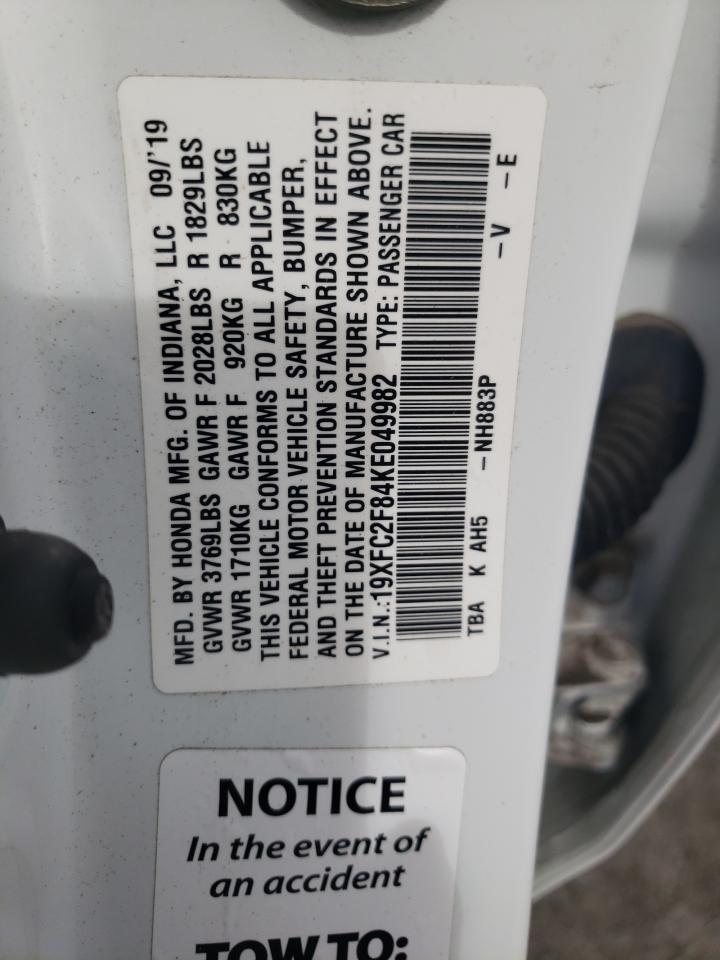 MFD. BY HONDA MFG. OF INDIANA, LLC 09/'19
GVWR 3769LBS GAWR F 2028LBS R 1829LBS
GVWR 1710KG GAWR F 920KG R 830KG
THIS VEHICLE CONFORMS TO ALL APPLICABLE
FEDERAL MOTOR VEHICLE SAFETY, BUMPER,
AND THEFT PREVENTION STANDARDS IN EFFECT
ON THE DATE OF MANUFACTURE SHOWN ABOVE.
V.I.N.:19XFC2F84KE049982 TYPE: PASSENGER CAR
TBA K AH5 -NH883P -V -E
NOTICE
In the event of
an accident
TOW TO: